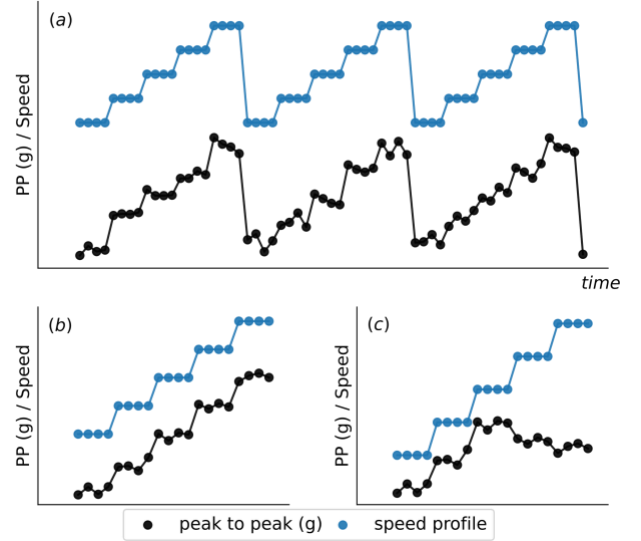 (a)
PP (g) / Speed
time
(b)
(c)
PP (g) / Speed
PP (g) / Speed
peak to peak (g)
speed profile